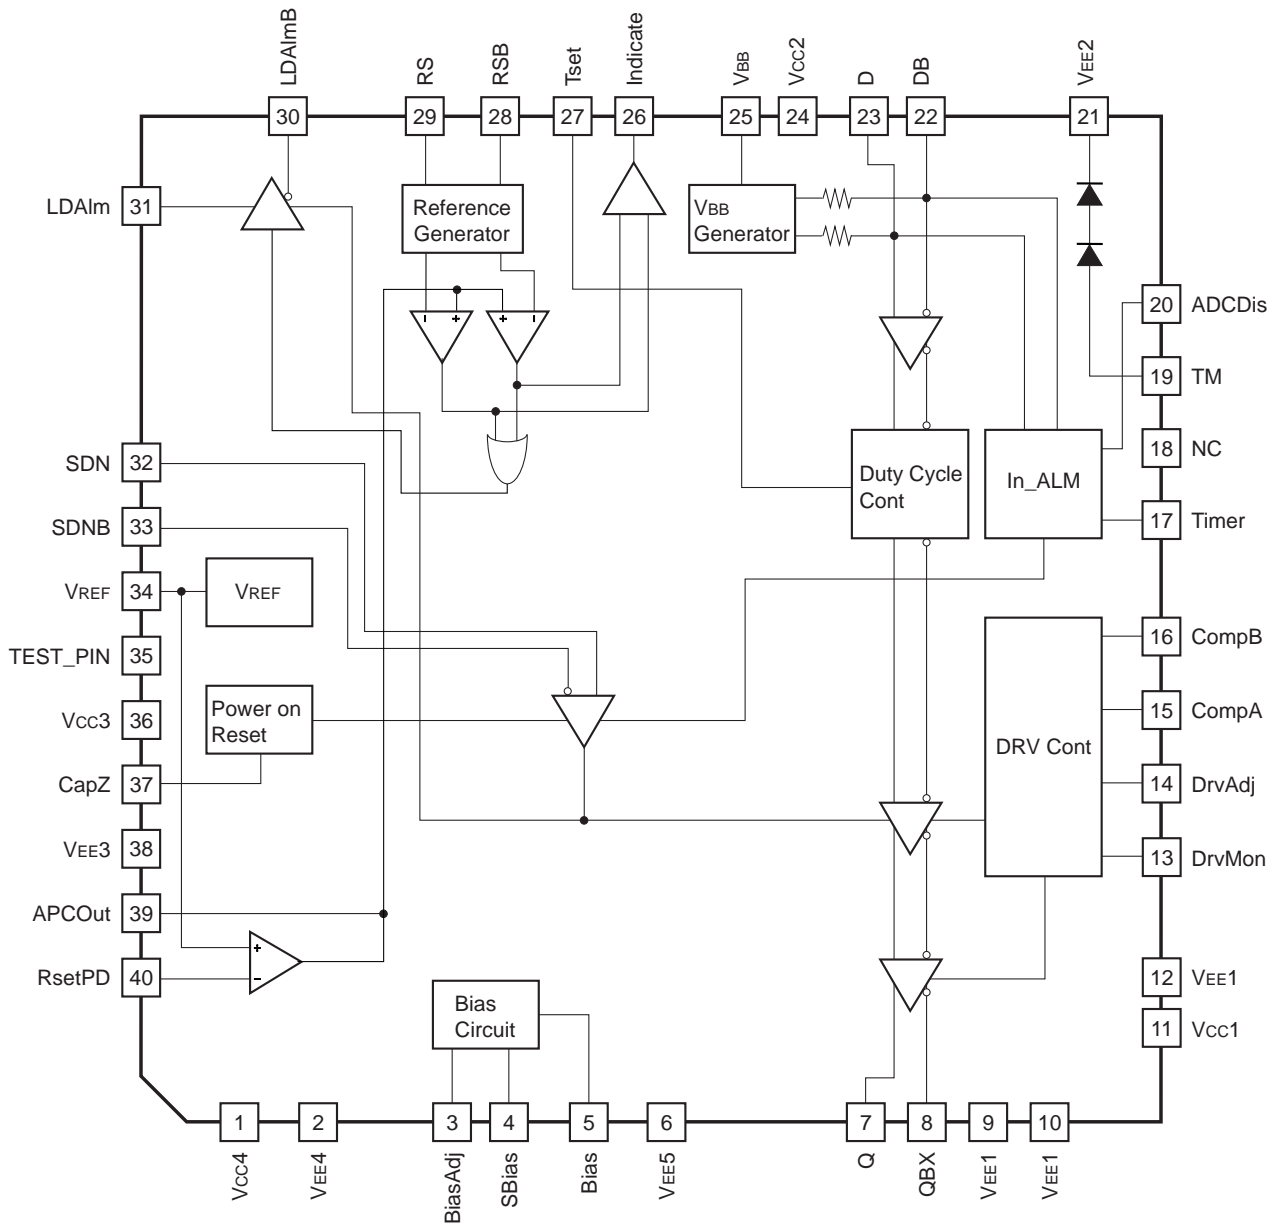 LDAlmB
RS
RSB
Tset
Indicate
VBB
VCC2
D
DB
VEE2
30
29
28
27
26
25
24
23
22
21
LDAlm
31
Reference
Generator
VBB
Generator
- +
+ -
20
ADCDis
19
TM
SDN
32
Duty Cycle
Cont
In_ALM
18
NC
SDNB
33
17
Timer
VREF
34
VREF
TEST_PIN
35
16
CompB
VCC3
36
Power on
Reset
DRV Cont
15
CompA
CapZ
37
14
DrvAdj
VEE3
38
13
DrvMon
APCOut
39
+
-
RsetPD
40
12
VEE1
Bias
Circuit
11
VCC1
1
2
3
4
5
6
7
8
9
10
VCC4
VEE4
BiasAdj
SBias
Bias
VEE5
Q
QBX
VEE1
VEE1